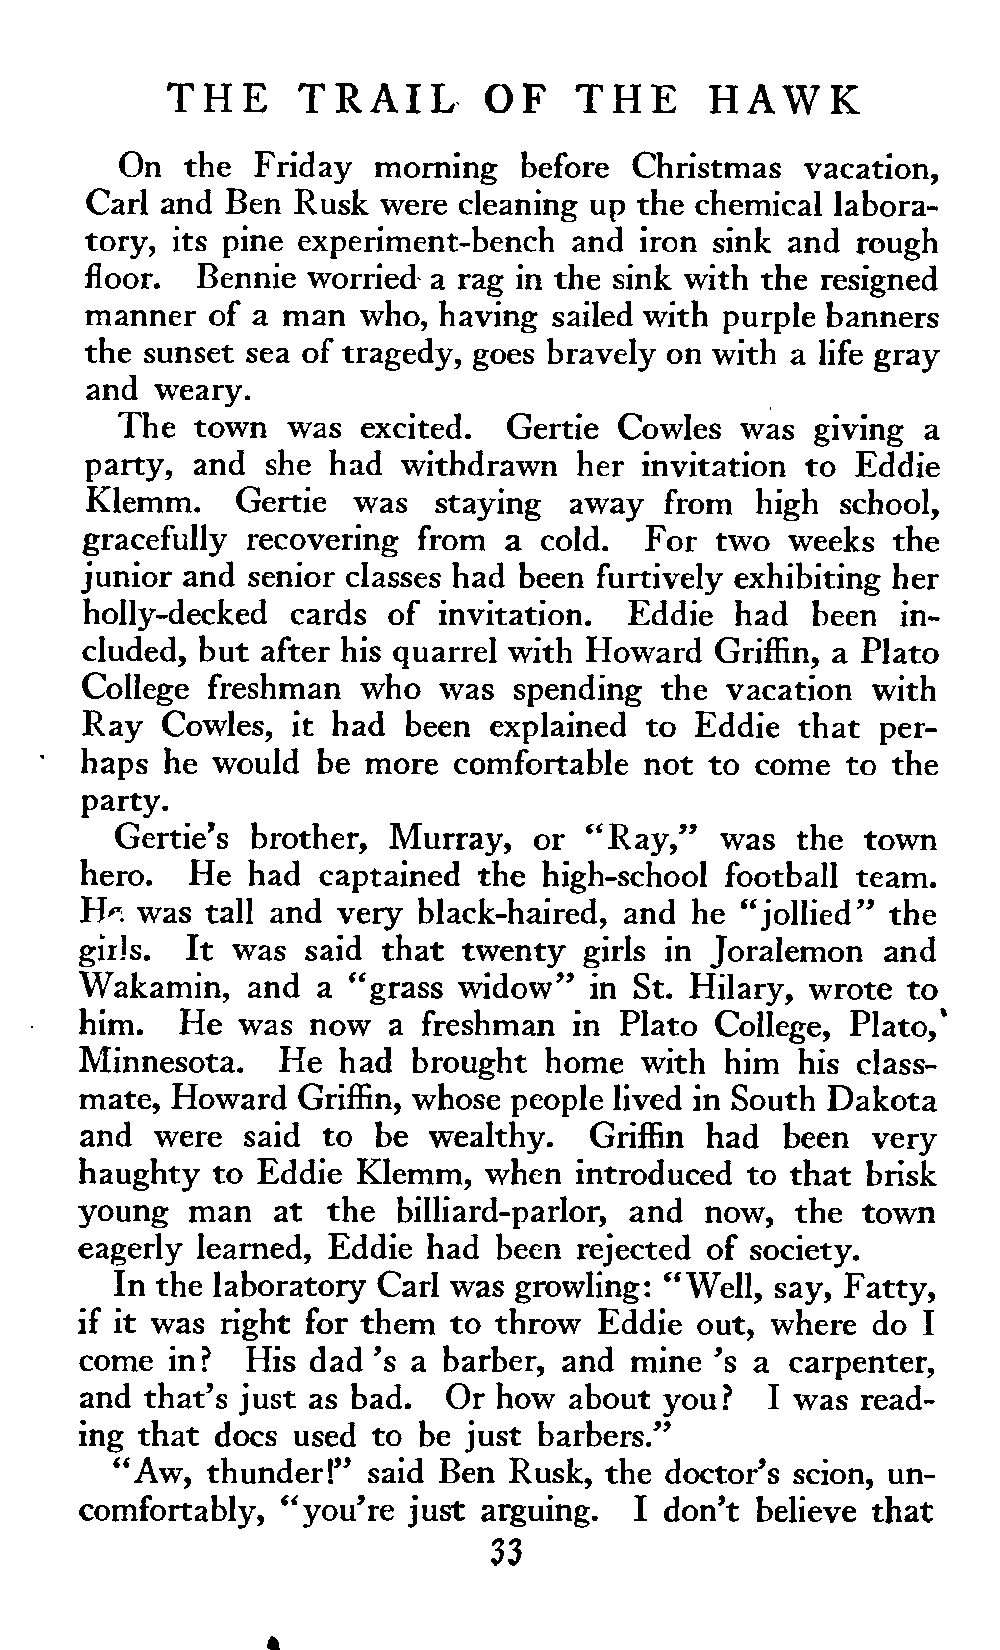 THE TRAIL OF THE HAWK
On the Friday morning before Christmas vacation,
Carl and Ben Rusk were cleaning up the chemical labora-
tory, its pine experiment-bench and iron sink and rough
floor. Bennie worried a rag in the sink with the resigned
manner of a man who, having sailed with purple banners
the sunset sea of tragedy, goes bravely on with a life gray
and weary.
The town was excited. Gertie Cowles was giving a
party, and she had withdrawn her invitation to Eddie
Klemm. Gertie was staying away from high school,
gracefully recovering from a cold. For two weeks the
junior and senior classes had been furtively exhibiting her
holly-decked cards of invitation. Eddie had been in-
cluded, but after his quarrel with Howard Griffin, a Plato
College freshman who was spending the vacation with
Ray Cowles, it had been explained to Eddie that per-
haps he would be more comfortable not to come to the
party.
Gertie's brother, Murray, or "Ray," was the town
hero. He had captained the high-school football team.
He was tall and very black-haired, and he "jollied" the
girls. It was said that twenty girls in Joralemon and
Wakamin, and a "grass widow" in St. Hilary, wrote to
him. He was now a freshman in Plato College, Plato,
Minnesota. He had brought home with him his class-
mate, Howard Griffin, whose people lived in South Dakota
and were said to be wealthy. Griffin had been very
haughty to Eddie Klemm, when introduced to that brisk
young man at the billiard-parlor, and now, the town
eagerly learned, Eddie had been rejected of society.
In the laboratory Carl was growling: "Well, say, Fatty,
if it was right for them to throw Eddie out, where do I
come in? His dad 's a barber, and mine 's a carpenter,
and that's just as bad. Or how about you? I was read-
ing that docs used to be just barbers."
"Aw, thunder!" said Ben Rusk, the doctor's scion, un-
comfortably, "you're just arguing. I don't believe that
33